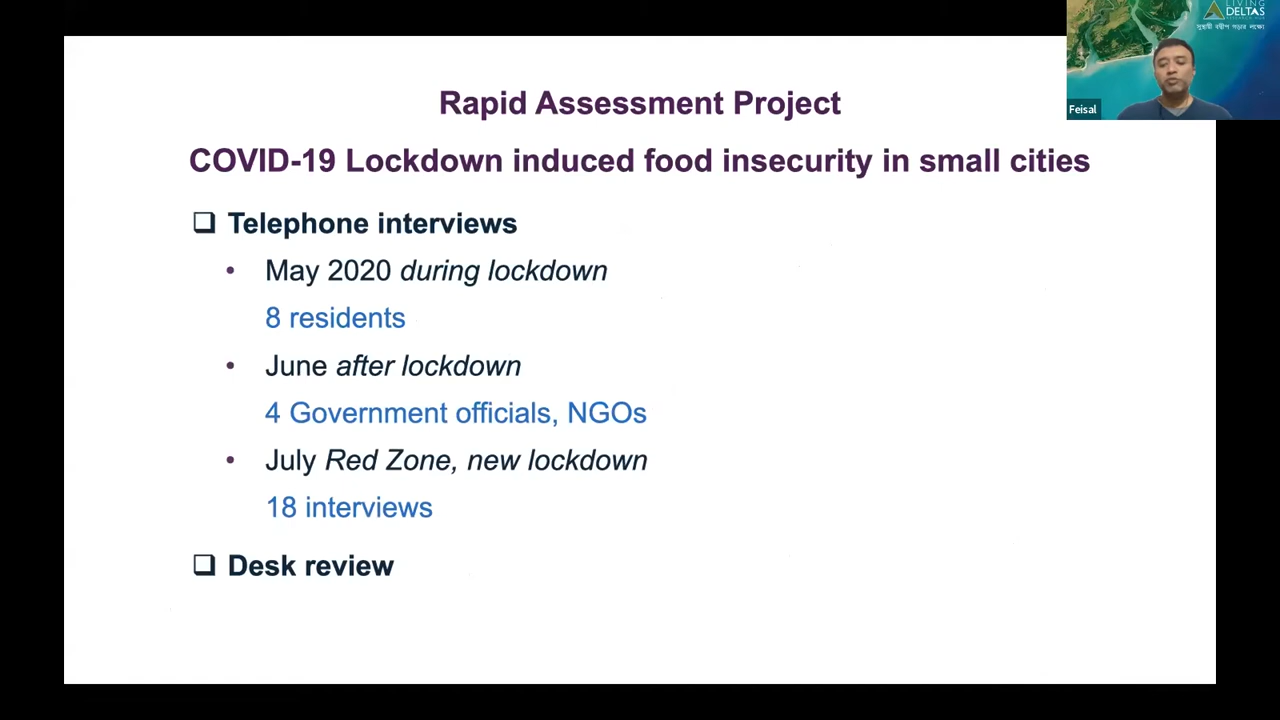 Rapid Assessment Project
COVID-19 Lockdown induced food insecurity in small cities
❑ Telephone interviews
• May 2020 during lockdown
8 residents
• June after lockdown
4 Government officials, NGOs
• July Red Zone, new lockdown
18 interviews
❑ Desk review
LIVING
DELTAS
Feisal